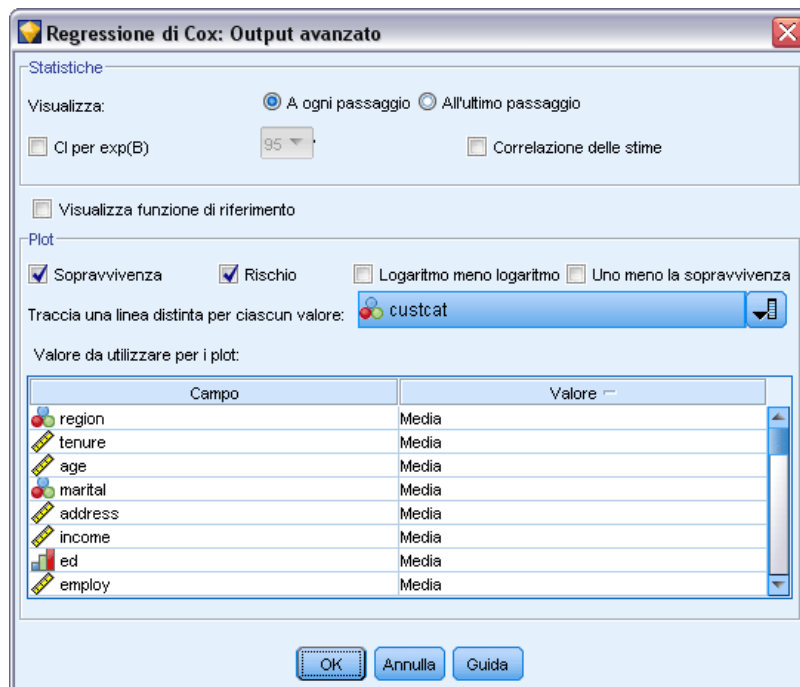 Regressione di Cox: Output avanzato
Statistiche
Visualizza: A ogni passaggio All'ultimo passaggio
CI per exp(B) 95 Correlazione delle stime
Visualizza funzione di riferimento
Plot
Sopravvivenza Rischio Logaritmo meno logaritmo Uno meno la sopravvivenza
Traccia una linea distinta per ciascun valore: custcat
Valore da utilizzare per i plot:
Campo Valore
region Media
tenure Media
age Media
marital Media
address Media
income Media
ed Media
employ Media
OK Annulla Guida